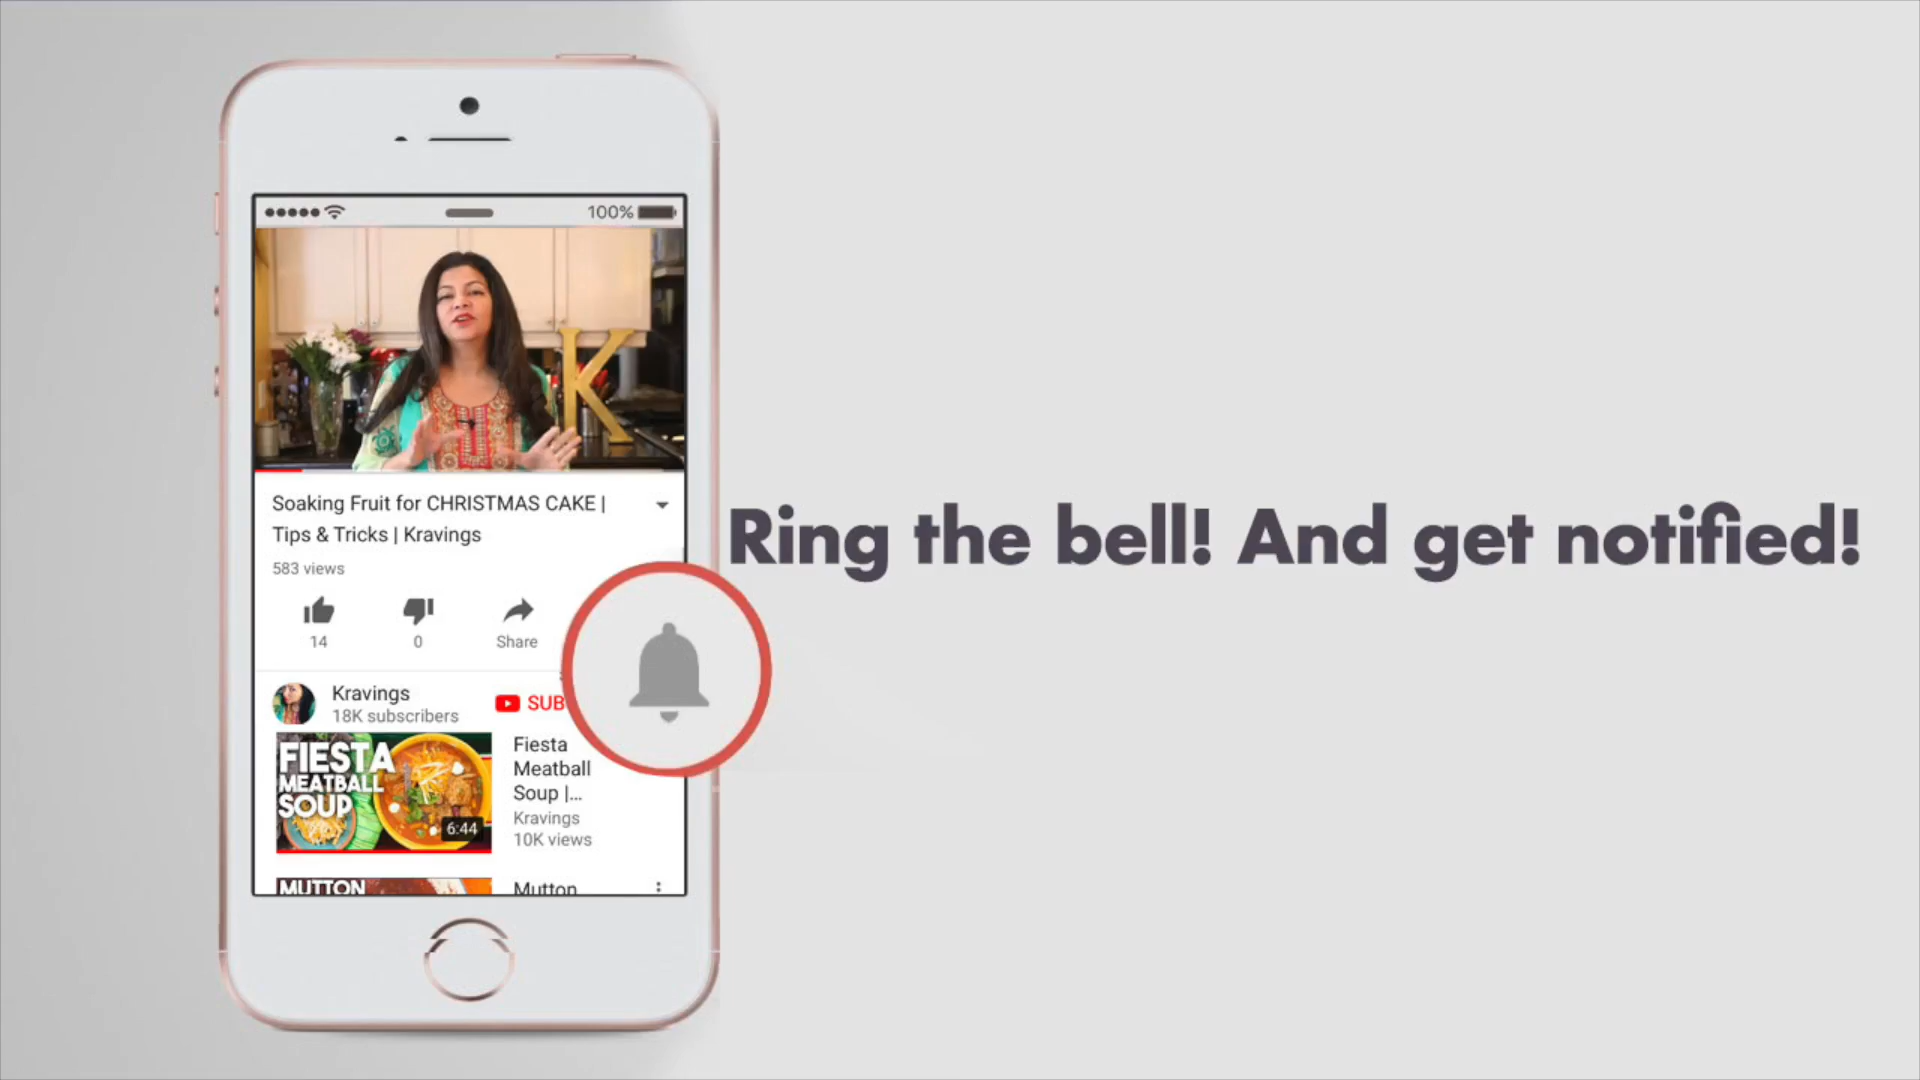 100%
K
Soaking Fruit for CHRISTMAS CAKE |
Tips & Tricks | Kravings
583 views
14
0
Share
Kravings
18K subscribers
SUB
FIESTA
MEATBALL
SOUP
6:44
Fiesta
Meatball
Soup |...
Kravings
10K views
MUTTON
Mutton
Ring the bell! And get notified!